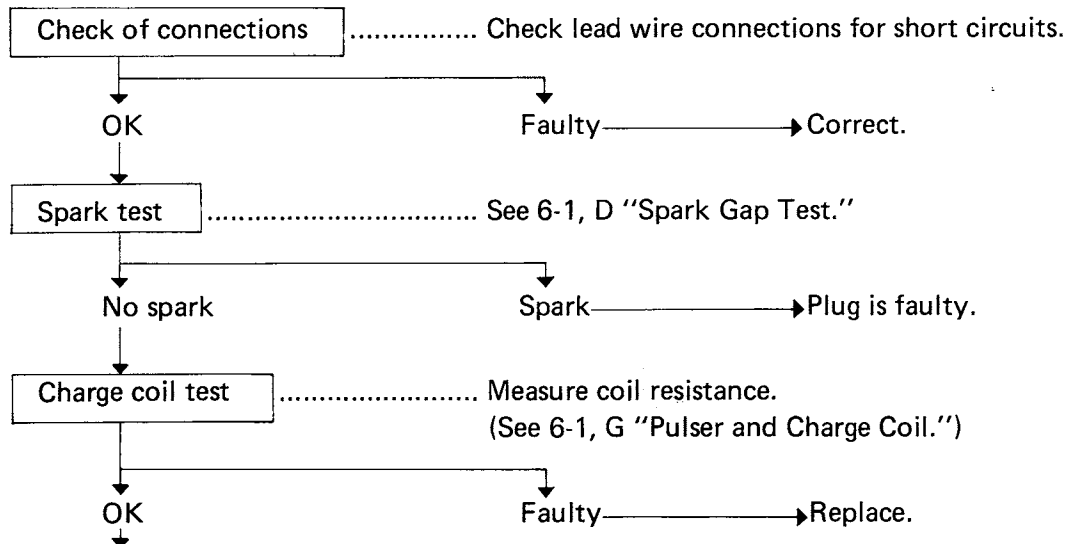 Check of connections ................ Check lead wire connections for short circuits.
OK Faulty Correct.
Spark test ................................. See 6-1, D "Spark Gap Test."
No spark Spark Plug is faulty.
Charge coil test ........................ Measure coil resistance.
(See 6-1, G "Pulser and Charge Coil.")
OK Faulty Replace.